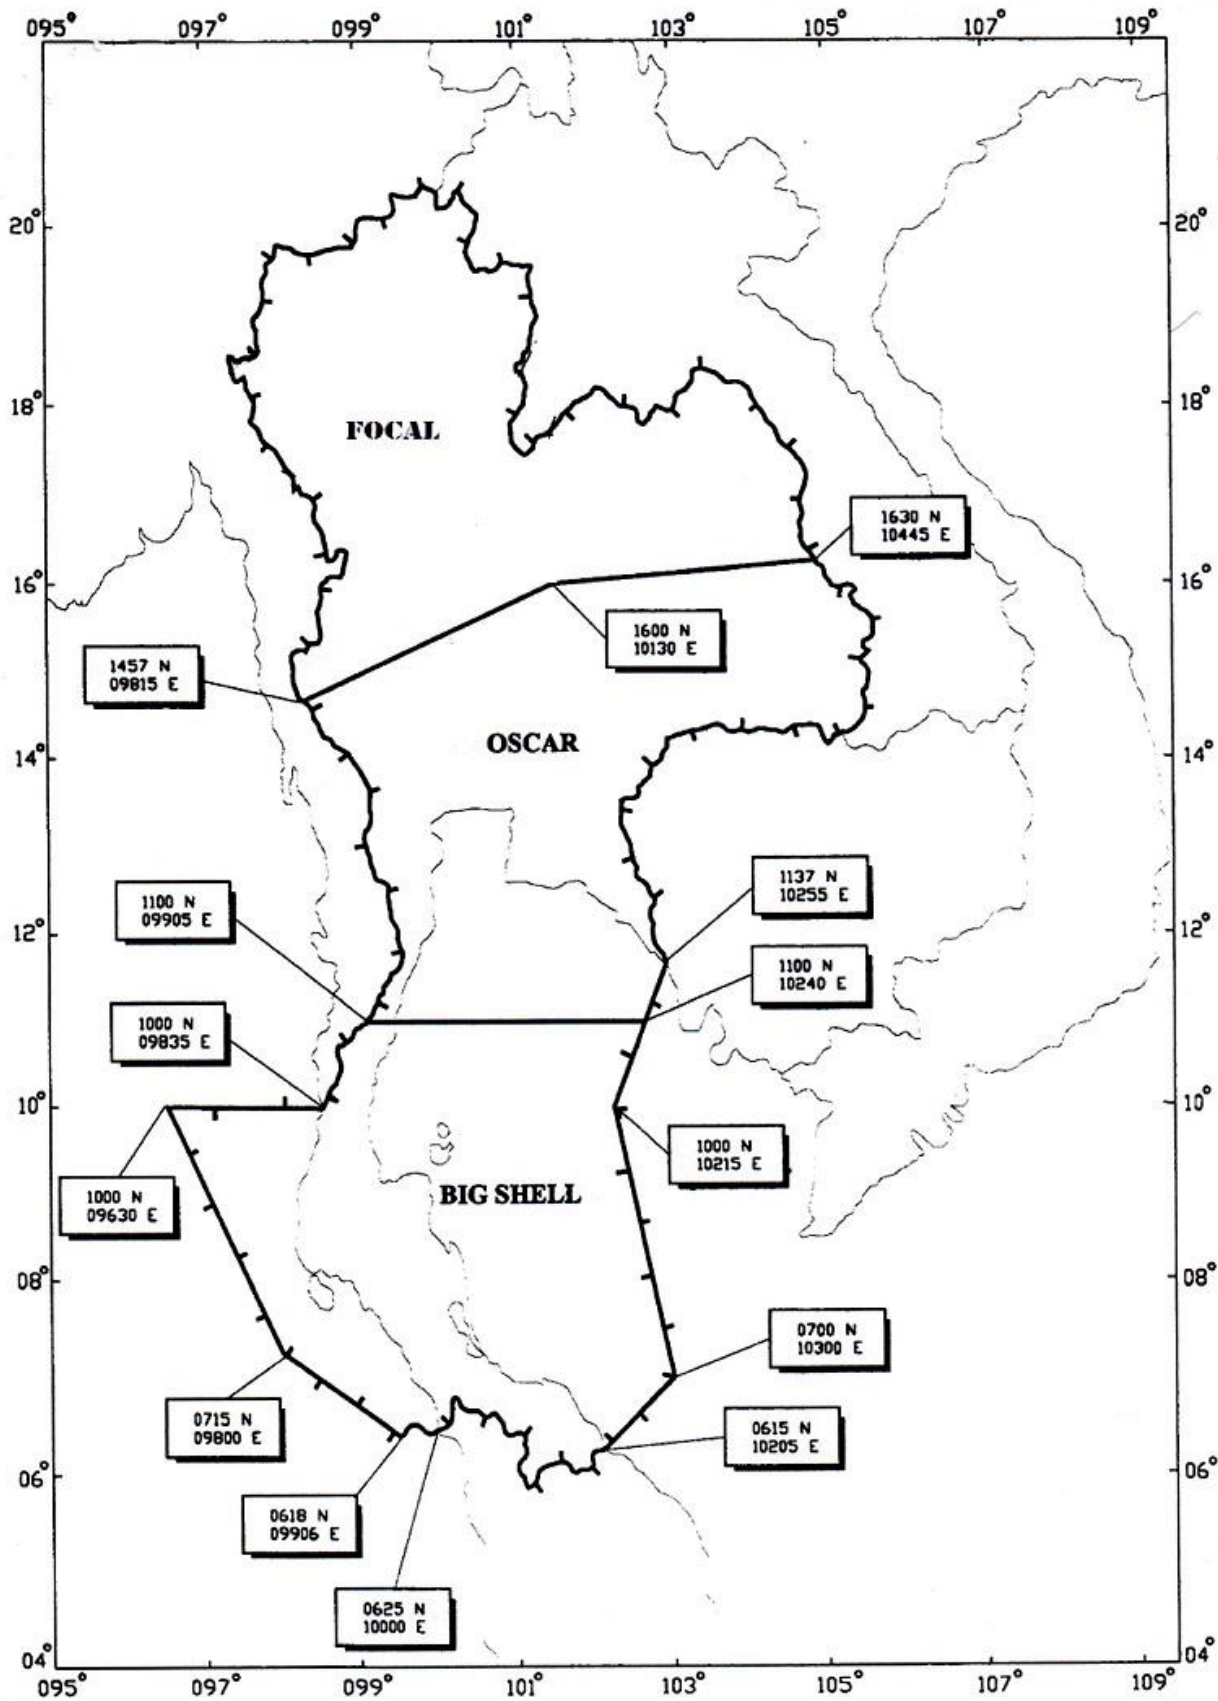 095° 097° 099° 101° 103° 105° 107° 109°
20° 20°
18° 18°
FOCAL
1630 N
10445 E
16° 16°
1600 N
10130 E
1457 N
09815 E
OSCAR
14° 14°
1137 N
10255 E
1100 N
09905 E
12° 12°
1100 N
10240 E
1000 N
09835 E
10° 10°
1000 N
10215 E
1000 N
09630 E
BIG SHELL
08° 08°
0700 N
10300 E
0715 N
09800 E
0615 N
10205 E
06° 06°
0618 N
09906 E
0625 N
10000 E
04° 04°
095° 097° 099° 101° 103° 105° 107° 109°